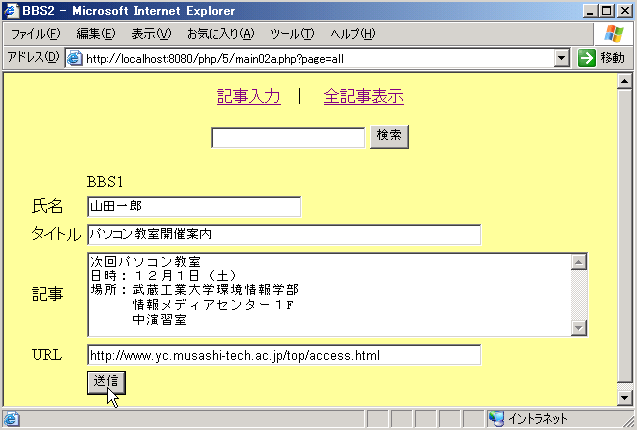 BBS2 - Microsoft Internet Explorer
ファイル(F) 編集(E) 表示(V) お気に入り(A) ツール(T) ヘルプ(H)
アドレス(D) http://localhost:8080/php/5/main02a.php?page=all 移動
記事入力 | 全記事表示
検索
BBS1
氏名 山田一郎
タイトル パソコン教室開催案内
次回パソコン教室
日時：１２月１日（土）
場所：武蔵工業大学環境情報学部
記事
情報メディアセンター１F
中演習室
URL http://www.yc.musashi-tech.ac.jp/top/access.html
送信
イントラネット